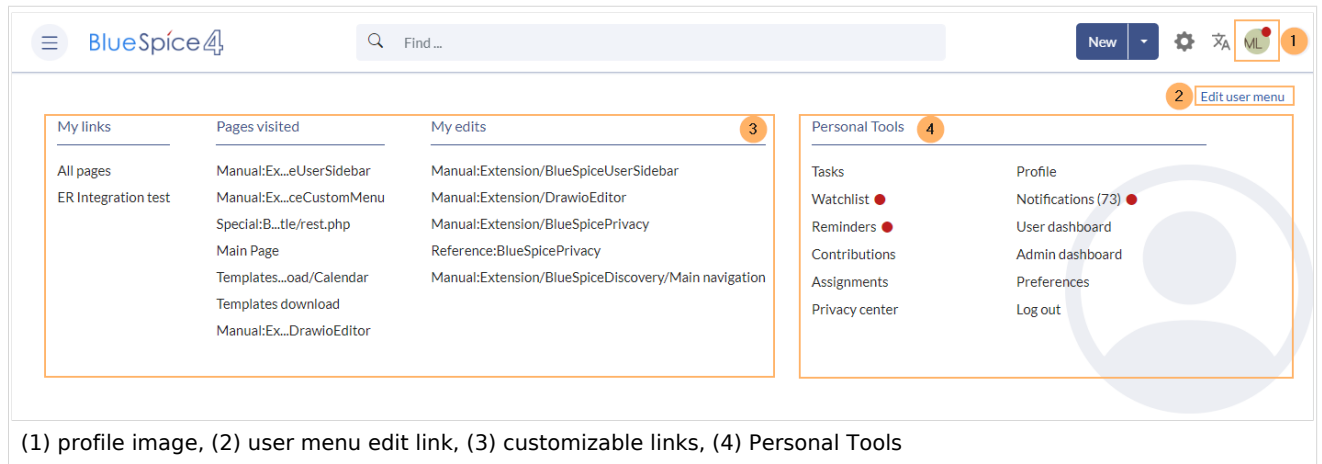 BlueSpice 4
Find ...
New
ML
1
2
Edit user menu
My links
Pages visited
My edits
3
Personal Tools
4
All pages
ER Integration test
Manual:Ex...eUserSidebar
Manual:Ex...ceCustomMenu
Special:B...tle/rest.php
Main Page
Templates...oad/Calendar
Templates download
Manual:Ex...DrawioEditor
Manual:Extension/BlueSpiceUserSidebar
Manual:Extension/DrawioEditor
Manual:Extension/BlueSpicePrivacy
Reference:BlueSpicePrivacy
Manual:Extension/BlueSpiceDiscovery/Main navigation
Tasks
Watchlist
Reminders
Contributions
Assignments
Privacy center
Profile
Notifications (73)
User dashboard
Admin dashboard
Preferences
Log out
(1) profile image, (2) user menu edit link, (3) customizable links, (4) Personal Tools